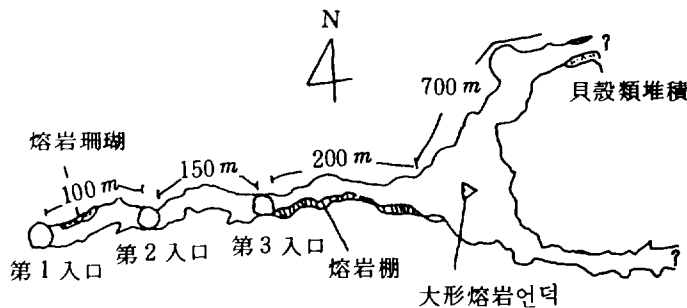 N
?
700 m
貝殼類堆積
熔岩珊瑚
200 m
150 m
100 m
第1入口
第2入口
第3入口
熔岩棚
大形熔岩언덕
?